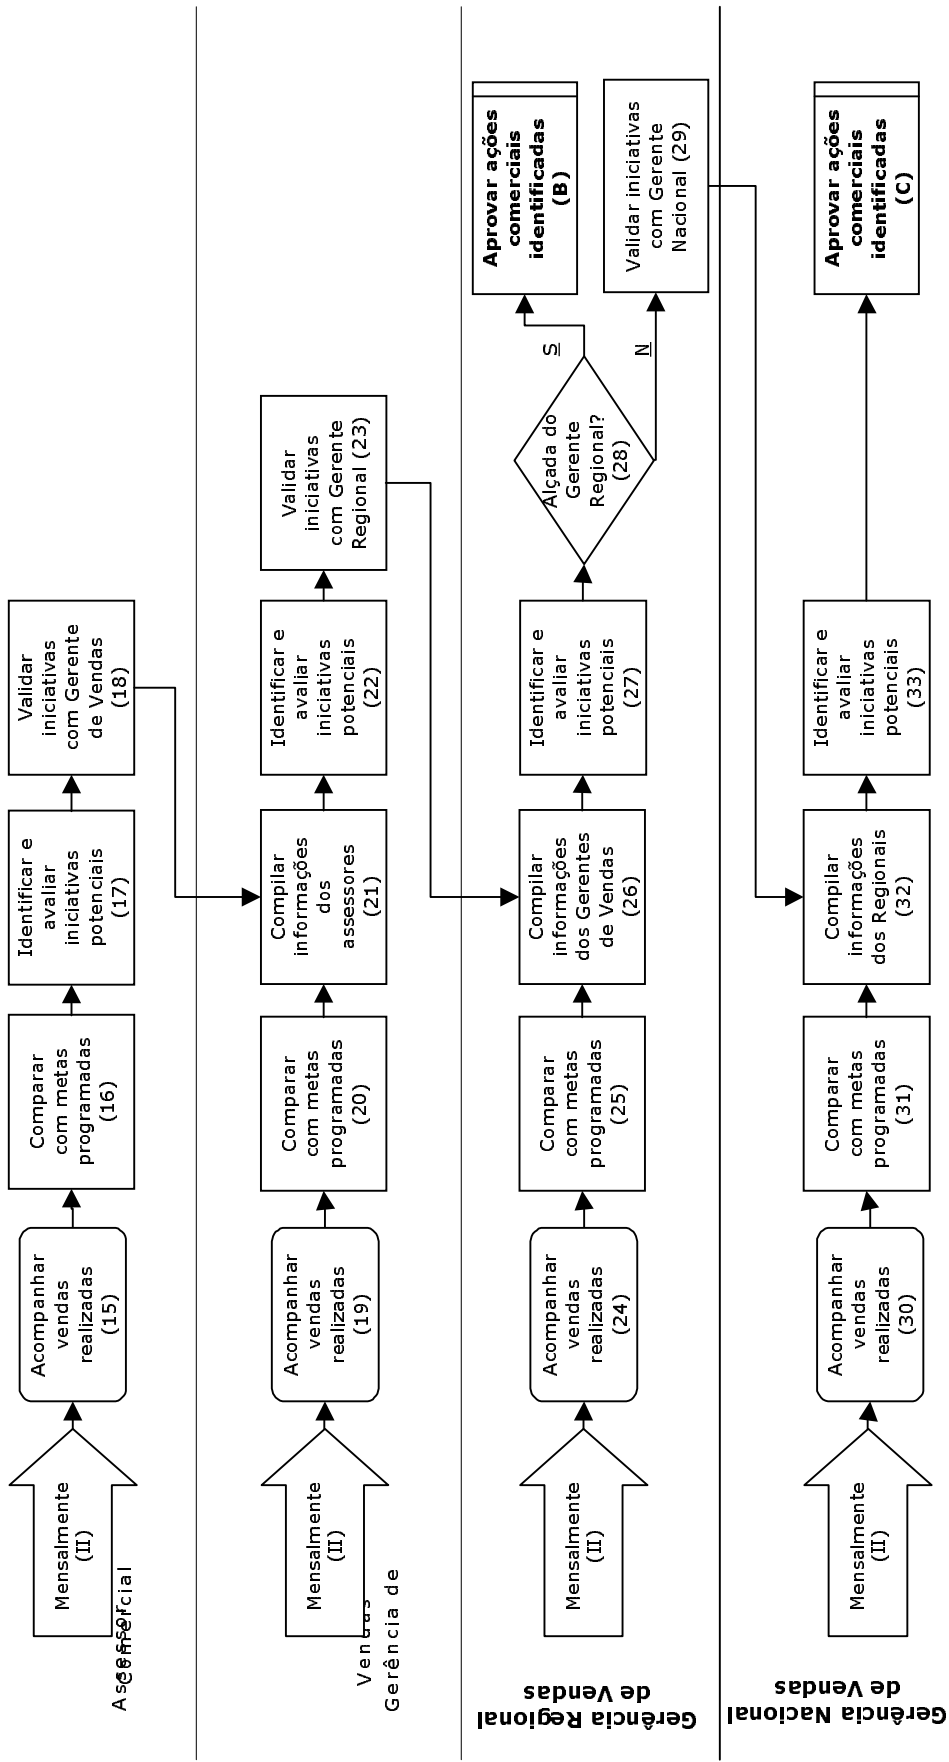 Assessor
Comercial
Mensalmente
(II)
Acompanhar
vendas
realizadas
(15)
Comparar
com metas
programadas
(16)
Identificar e
avaliar
iniciativas
potenciais
(17)
Validar
iniciativas
com Gerente
de Vendas
(18)
Gerência de
Vendas
Mensalmente
(II)
Acompanhar
vendas
realizadas
(19)
Comparar
com metas
programadas
(20)
Compilar
informações
dos
assessores
(21)
Identificar e
avaliar
iniciativas
potenciais
(22)
Validar
iniciativas
com Gerente
Regional (23)
Gerência Regional
de Vendas
Mensalmente
(II)
Acompanhar
vendas
realizadas
(24)
Comparar
com metas
programadas
(25)
Compilar
informações
dos Gerentes
de Vendas
(26)
Identificar e
avaliar
iniciativas
potenciais
(27)
Alçada do
Gerente
Regional?
(28)
S
N
Aprovar ações
comerciais
identificadas
(B)
Validar iniciativas
com Gerente
Nacional (29)
Gerência Nacional
de Vendas
Mensalmente
(II)
Acompanhar
vendas
realizadas
(30)
Comparar
com metas
programadas
(31)
Compilar
informações
dos Regionais
(32)
Identificar e
avaliar
iniciativas
potenciais
(33)
Aprovar ações
comerciais
identificadas
(C)